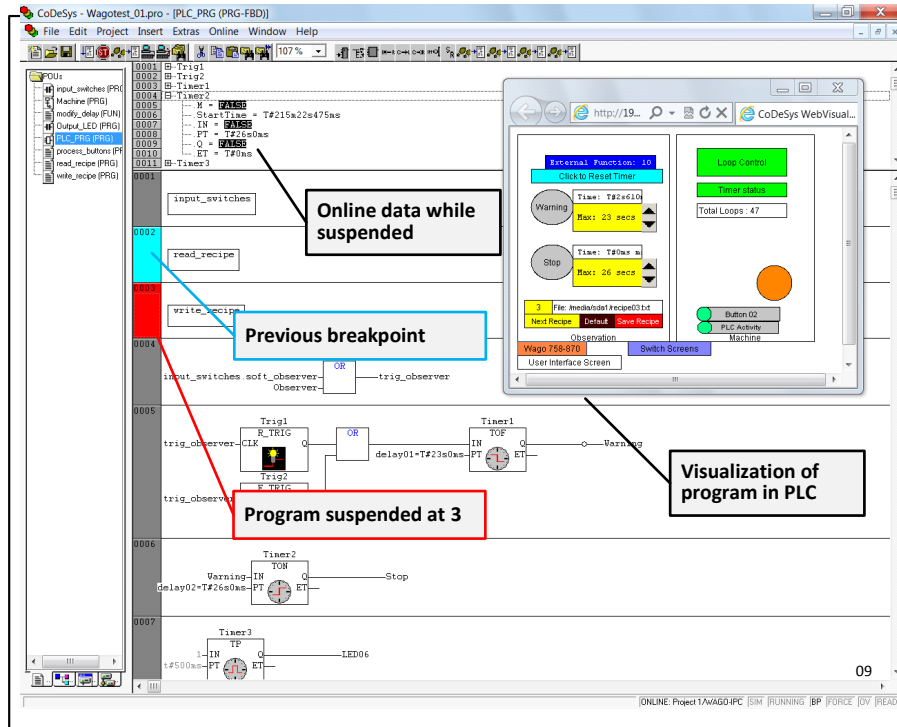 CoDeSys - Wagotest_01.pro - [PLC_PRG (PRG-FBD)]
File Edit Project Insert Extras Online Window Help
107 %
POUs
input_switches (PRG
Machine (PRG)
modify_delay (FUN)
Output_LED (PRG)
PLC_PRG (PRG)
process_buttons (PF
read_recipe (PRG)
write_recipe (PRG)
0001 Trig1
0002 Trig2
0003 Timer1
0004 Timer2
0005 M = FALSE
0006 .StartTime = T#215m22s475ms
0007 .IN = FALSE
0008 .PT = T#26s0ms
0009 .Q = FALSE
0010 .ET = T#0ms
0011 Timer3
0001
input_switches
0002
read_recipe
0003
write_recipe
0004
OR
input_switches.soft_observer
trig_observer
Observer
0005
Trig1
R_TRIG
trig_observer CLK Q
OR
Timer1
TOF
IN Q
Warning
delay01=T#23s0ms PT ET
Trig2
F_TRIG
trig_observer
0006
Timer2
TON
Warning IN Q Stop
delay02=T#26s0ms PT ET
0007
Timer3
TP
1 IN Q LED06
t#500ms PT ET
Online data while
suspended
Previous breakpoint
Program suspended at 3
Visualization of
program in PLC
http://19...
CoDeSys WebVisual...
External Function: 10
Click to Reset Timer
Warning
Time: T#2s610m
Max: 23 secs
Stop
Time: T#0ms m
Max: 26 secs
3 File: /media/sda1/recipe03.txt
Next Recipe Default Save Recipe
Observation
Loop Control
Timer status
Total Loops : 47
Button 02
PLC Activity
Machine
Wago 758-870
Switch Screens
User Interface Screen
09
ONLINE: Project 1/WAGO-IPC SIM RUNNING BP FORCE OV READ